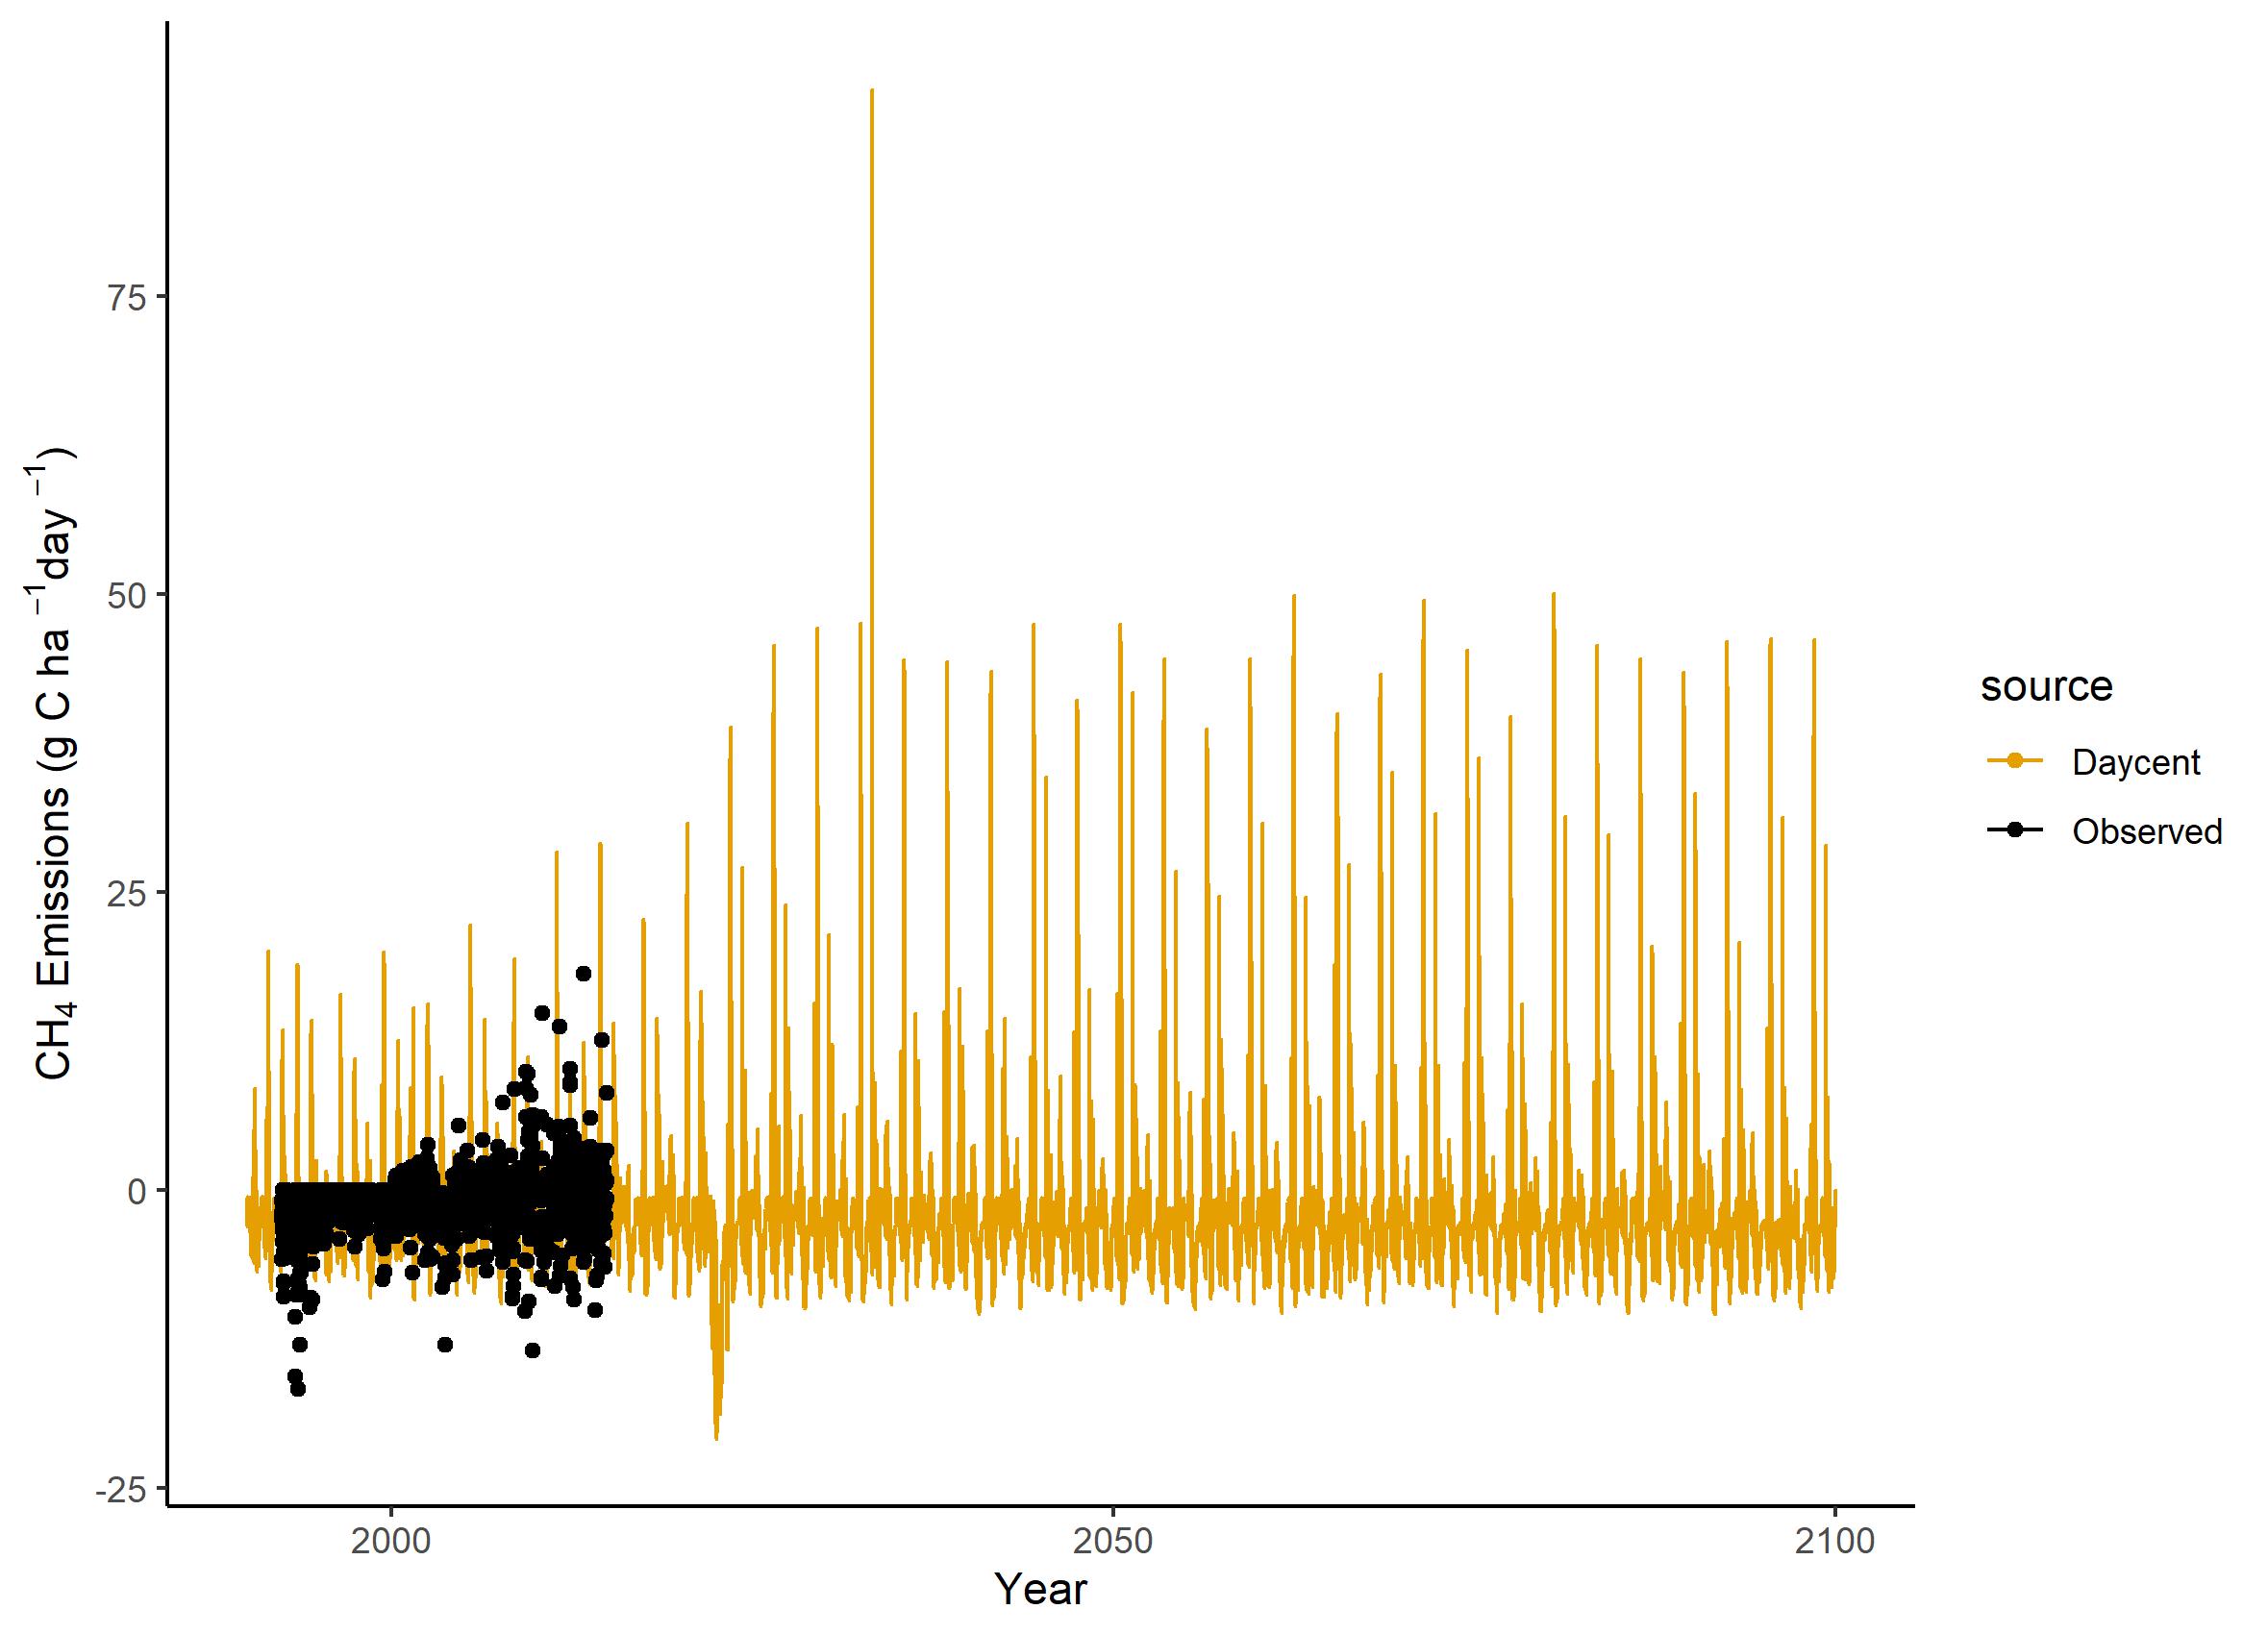 CH₄ Emissions (g C ha ⁻¹day ⁻¹)
75
50
25
0
-25
2000 2050 2100
Year
source
Daycent
Observed